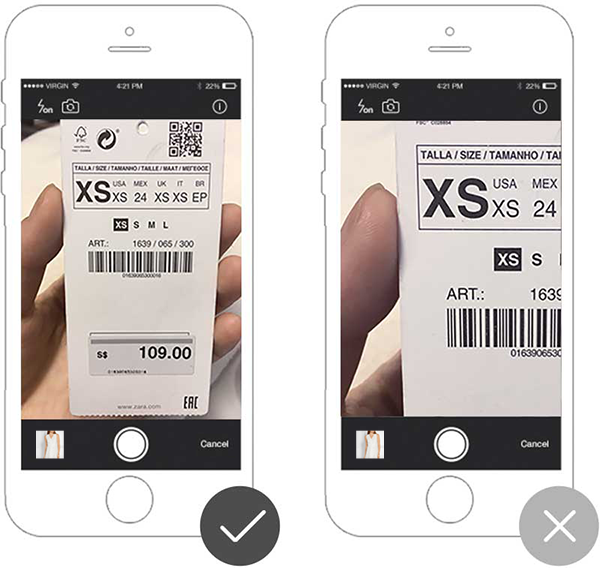 ●●●●● VIRGIN 4:21 PM 22%
on
FSC
TALLA / SIZE / TAMANHO / TAILLE / MAAT / ΜΕΓΕΘΟΣ
XS USA MEX UK IT BR
XS 24 XS XS EP
XS S M L
ART.: 1639 / 065 / 300
S$ 109.00
www.zara.com EAC
Cancel
●●●●● VIRGIN 4:21 PM 22%
on
TALLA / SIZE / TAMANHO / TAI
XS USA MEX
XS 24
XS S
ART.: 1639
0163906530
Cancel